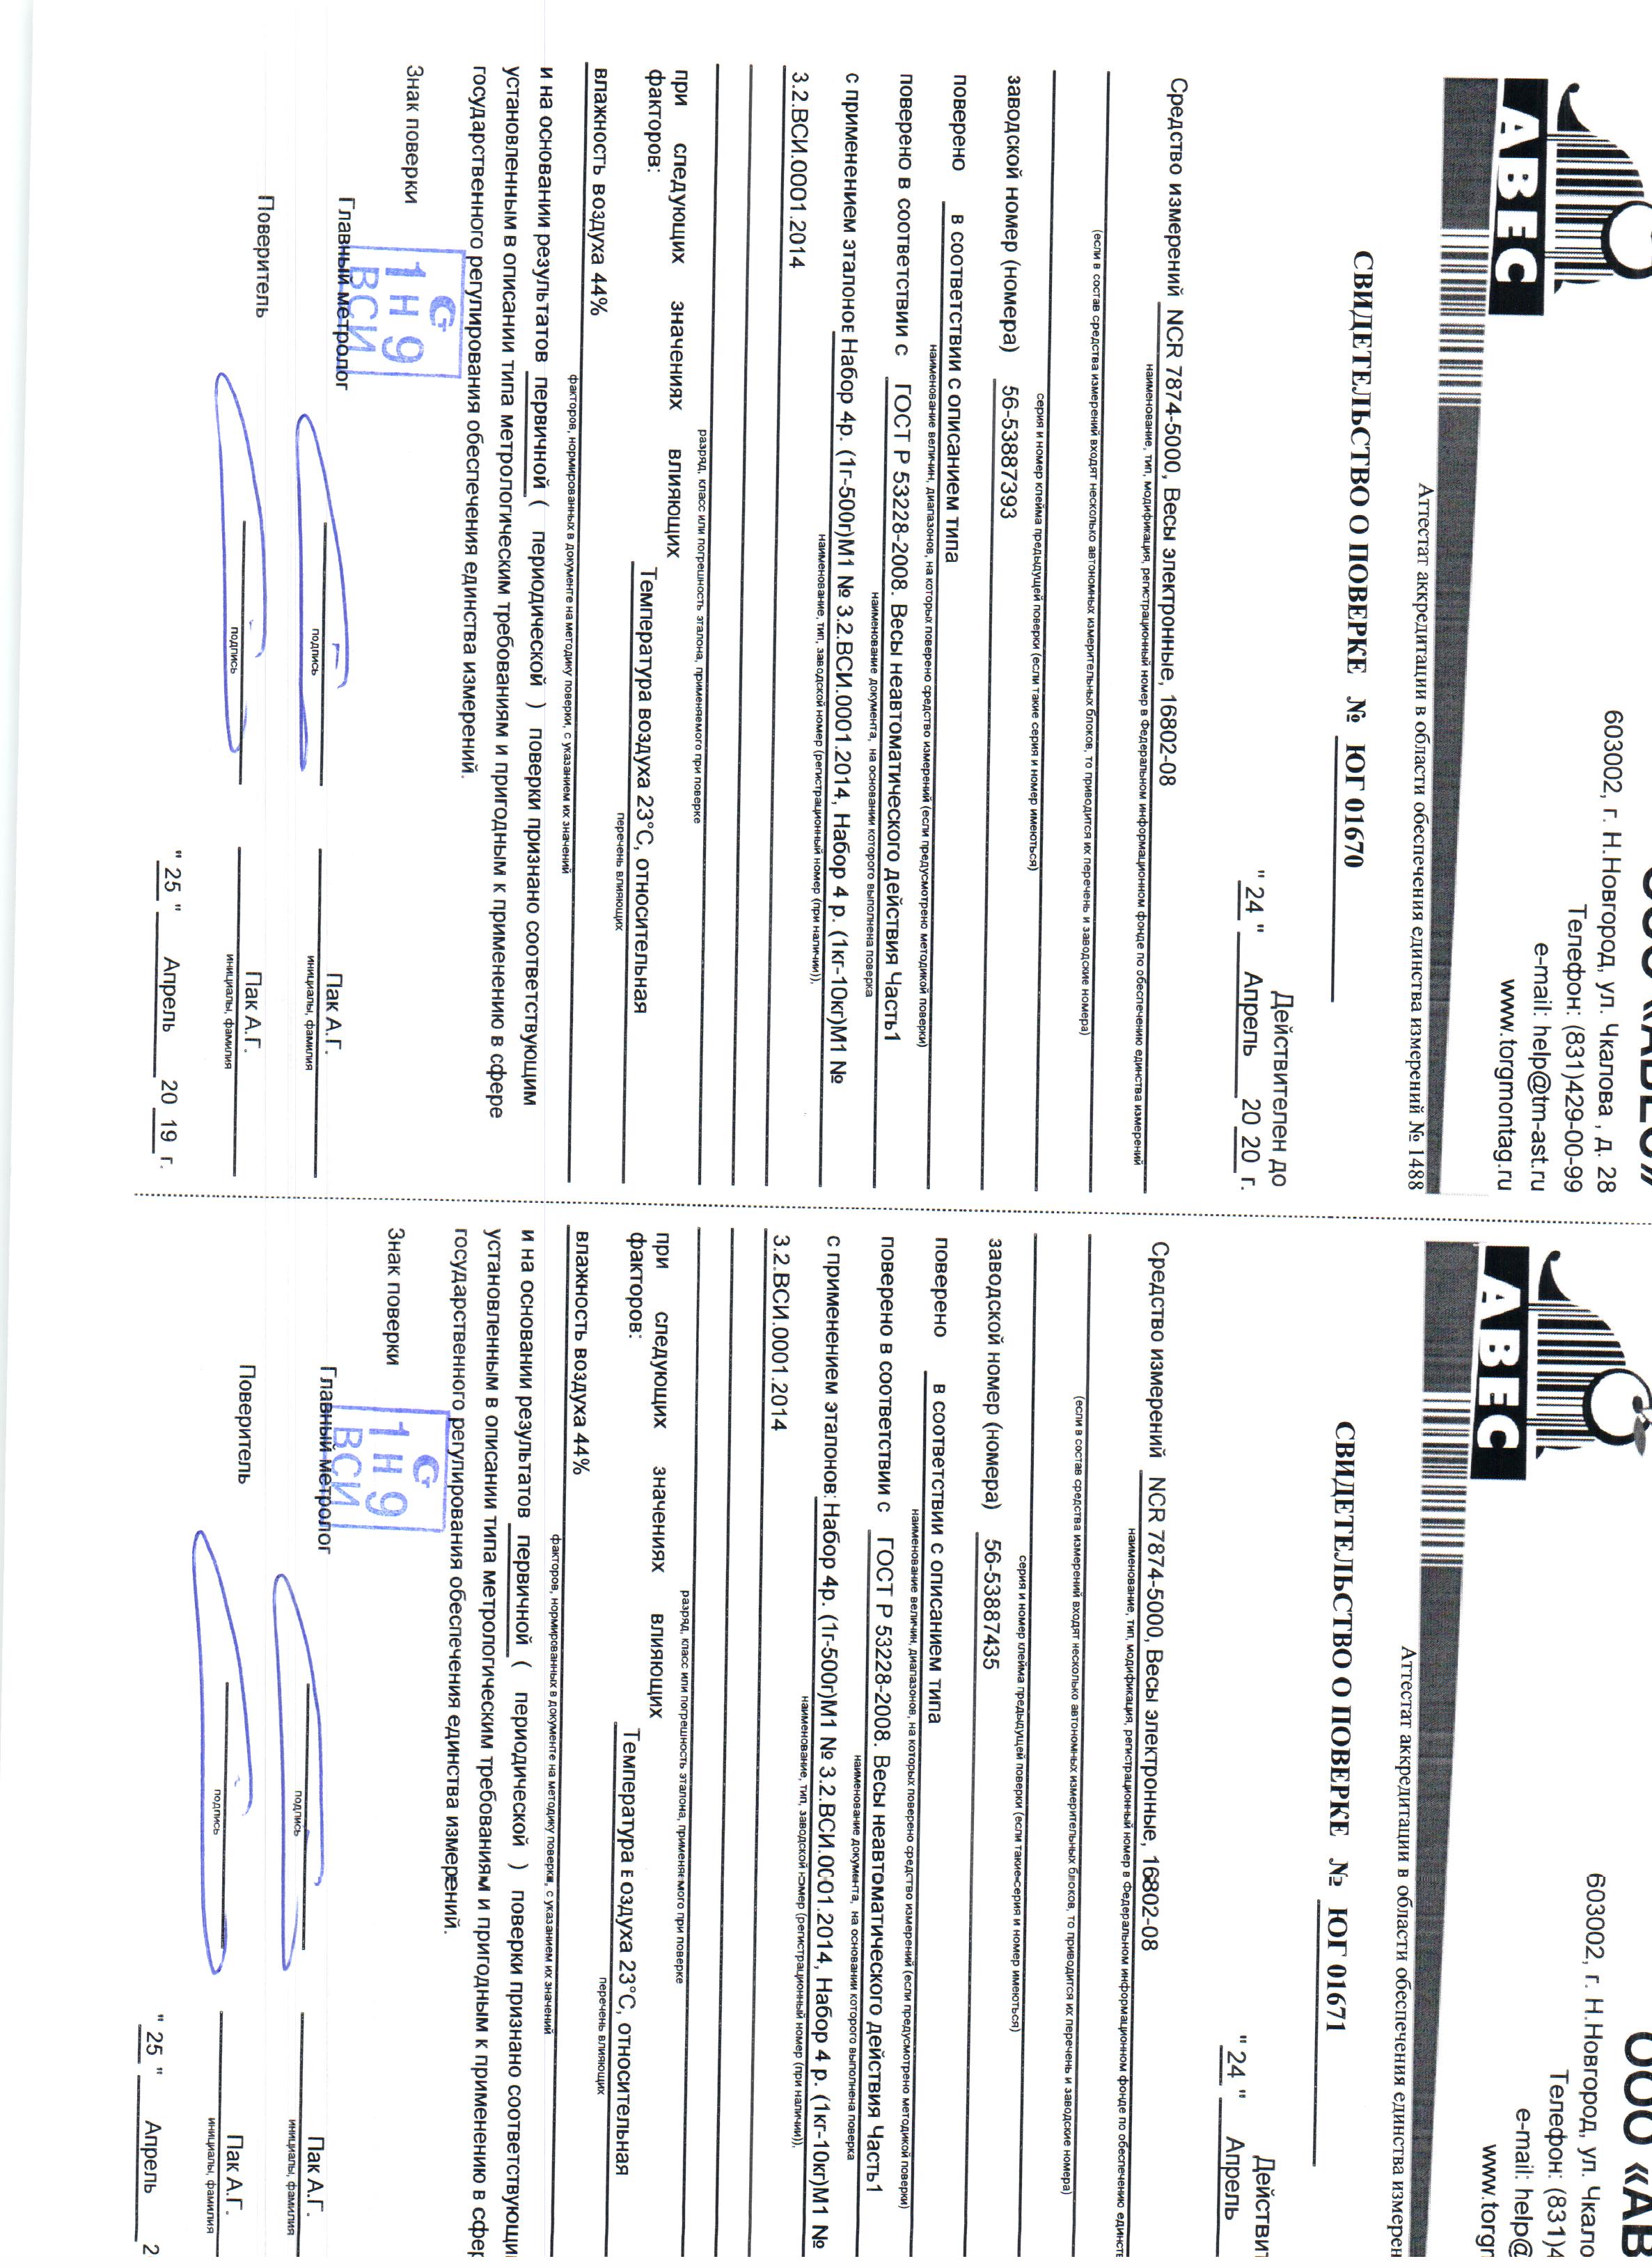 ООО «АВЕС»
603002, г. Н.Новгород, ул. Чкалова , д. 28
Телефон: (831)429-00-99
e-mail: help@tm-ast.ru
www.torgmontag.ru
АВЕС
Аттестат аккредитации в области обеспечения единства измерений № 1488
СВИДЕТЕЛЬСТВО О ПОВЕРКЕ № ЮГ 01670
Действителен до
" 24 " Апрель 20 20 г.
Средство измерений NCR 7874-5000, Весы электронные, 16802-08
наименование, тип, модификация, регистрационный номер в Федеральном информационном фонде по обеспечению единства измерений
(если в состав средства измерений входят несколько автономных измерительных блоков, то приводится их перечень и заводские номера)
серия и номер клейма предыдущей поверки (если такие серия и номер имеються)
заводской номер (номера) 56-53887393
поверено в соответствии с описанием типа
наименование величин, диапазонов, на которых поверено средство измерений (если предусмотрено методикой поверки)
поверено в соответствии с ГОСТ Р 53228-2008. Весы неавтоматического действия Часть1
наименование документа, на основании которого выполнена поверка
с применением эталонов Набор 4р. (1г-500г)М1 № 3.2.ВСИ.0001.2014, Набор 4 р. (1кг-10кг)М1 №
наименование, тип, заводской номер (регистрационный номер (при наличии)),
3.2.ВСИ.0001.2014
разряд, класс или погрешность эталона, применяемого при поверке
при следующих значениях влияющих
факторов:
Температура воздуха 23°С, относительная
перечень влияющих
влажность воздуха 44%
факторов, нормированных в документе на методику поверки, с указанием их значений
и на основании результатов первичной ( периодической ) поверки признано соответствующим
установленным в описании типа метрологическим требованиям и пригодным к применению в сфере
государственного регулирования обеспечения единства измерений.
Знак поверки
1 Н 9
ВСИ
Главный метролог
подпись
Пак А.Г.
инициалы, фамилия
Поверитель
подпись
Пак А.Г.
инициалы, фамилия
" 25 " Апрель 20 19 г.
ООО «АВ
603002, г. Н.Новгород, ул. Чкало
Телефон: (831)4
e-mail: help@
www.torgm
АВЕС
Аттестат аккредитации в области обеспечения единства измерен
СВИДЕТЕЛЬСТВО О ПОВЕРКЕ № ЮГ 01671
Действит
" 24 " Апрель
Средство измерений NCR 7874-5000, Весы электронные, 16802-08
наименование, тип, модификация, регистрационный номер в Федеральном информационном фонде по обеспечению единств
(если в состав средства измерений входят несколько автономных измерительных блоков, то приводится их перечень и заводские номера)
серия и номер клейма предыдущей поверки (если такие серия и номер имеються)
заводской номер (номера) 56-53887435
поверено в соответствии с описанием типа
наименование величин, диапазонов, на которых поверено средство измерений (если предусмотрено методикой поверки)
поверено в соответствии с ГОСТ Р 53228-2008. Весы неавтоматического действия Часть1
наименование документа, на основании которого выполнена поверка
с применением эталонов: Набор 4р. (1г-500г)М1 № 3.2.ВСИ.0001.2014, Набор 4 р. (1кг-10кг)М1 №
наименование, тип, заводской номер (регистрационный номер (при наличии)),
3.2.ВСИ.0001.2014
разряд, класс или погрешность эталона, применяемого при поверке
при следующих значениях влияющих
факторов:
Температура воздуха 23°С, относительная
перечень влияющих
влажность воздуха 44%
факторов, нормированных в документе на методику поверки, с указанием их значений
и на основании результатов первичной ( периодической ) поверки признано соответствующи
установленным в описании типа метрологическим требованиям и пригодным к применению в сфер
государственного регулирования обеспечения единства измерений.
Знак поверки
1 Н 9
ВСИ
Главный метролог
подпись
Пак А.Г.
инициалы, фамилия
Поверитель
подпись
Пак А.Г.
инициалы, фамилия
" 25 " Апрель 2